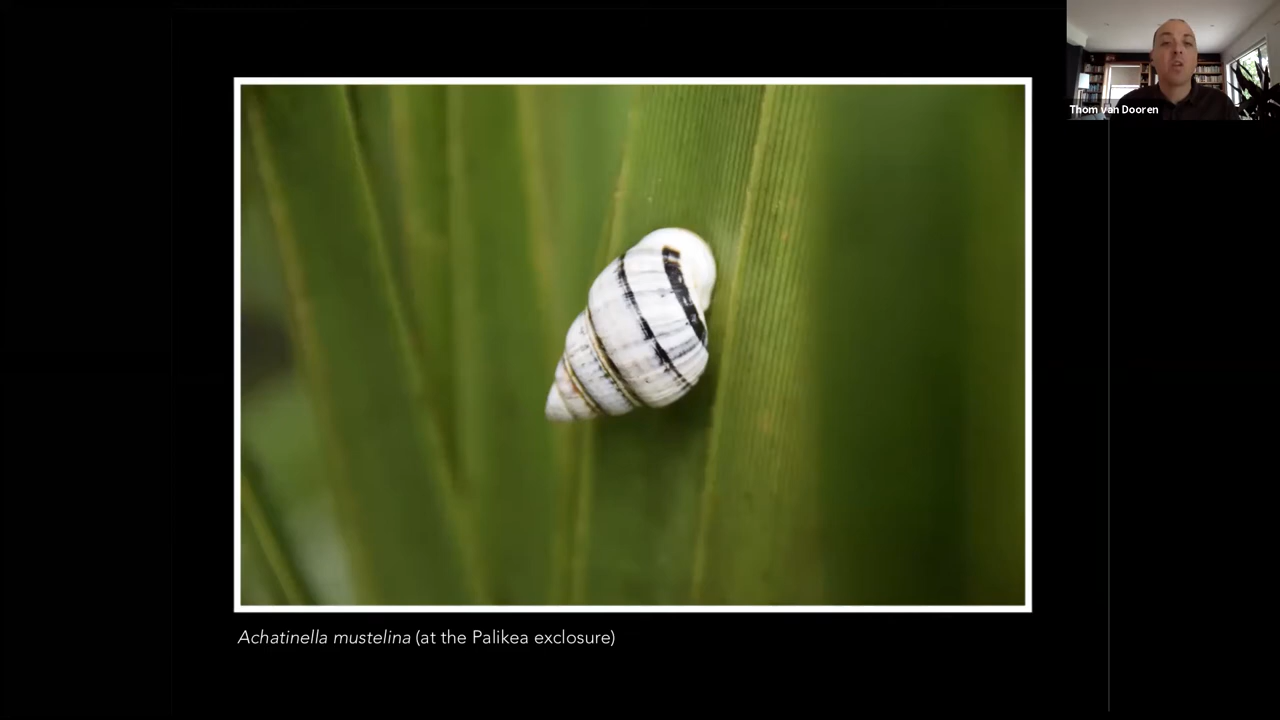 Thom van Dooren
Achatinella mustelina (at the Palikea exclosure)